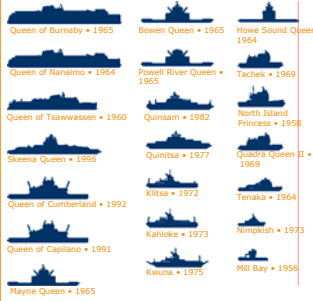 Queen of Burnaby • 1965
Queen of Nanaimo • 1964
Queen of Tsawwassen • 1960
Skeena Queen • 1996
Queen of Cumberland • 1992
Queen of Capilano • 1991
Mayne Queen • 1965
Bowen Queen • 1965
Powell River Queen •
1965
Quinsam • 1982
Quinitsa • 1977
Klitsa • 1972
Kahloke • 1973
Kwuna • 1975
Howe Sound Queen
1964
Tachek • 1969
North Island
Princess • 1958
Quadra Queen II •
1969
Tenaka • 1964
Nimpkish • 1973
Mill Bay • 1956